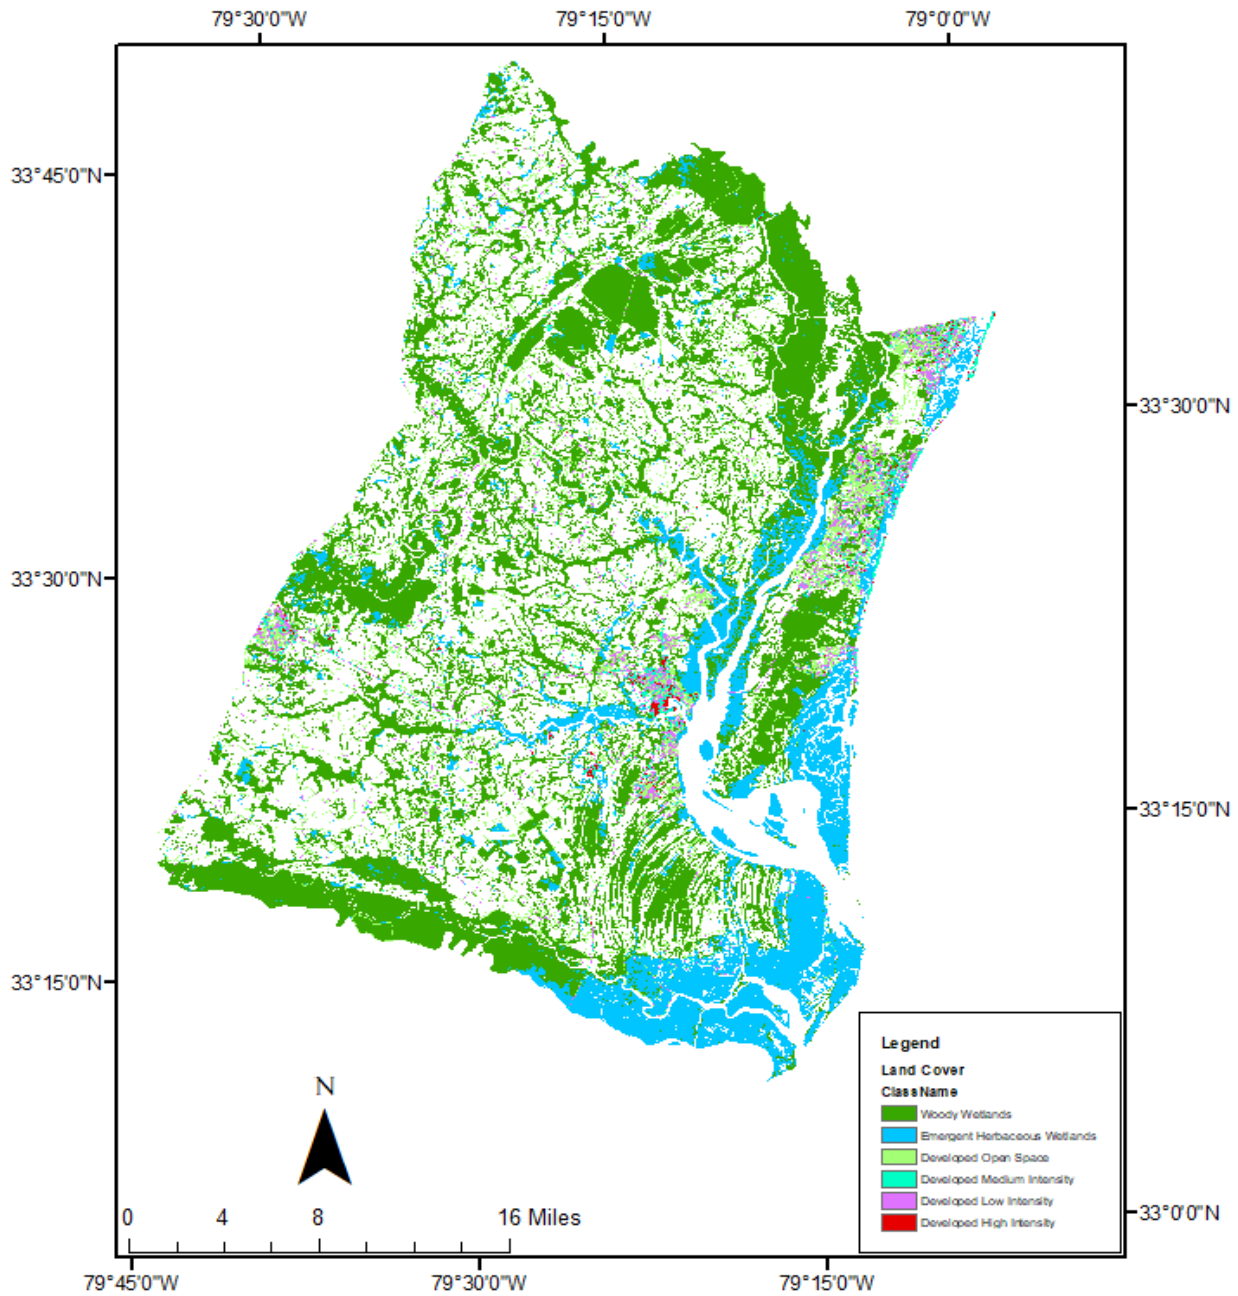 79°30'0"W 79°15'0"W 79°0'0"W
33°45'0"N
33°30'0"N
33°30'0"N
33°15'0"N
33°15'0"N
33°0'0"N
N
0 4 8 16 Miles
Legend
Land Cover
ClassName
Woody Wetlands
Emergent Herbaceous Wetlands
Developed Open Space
Developed Medium Intensity
Developed Low Intensity
Developed High Intensity
79°45'0"W 79°30'0"W 79°15'0"W